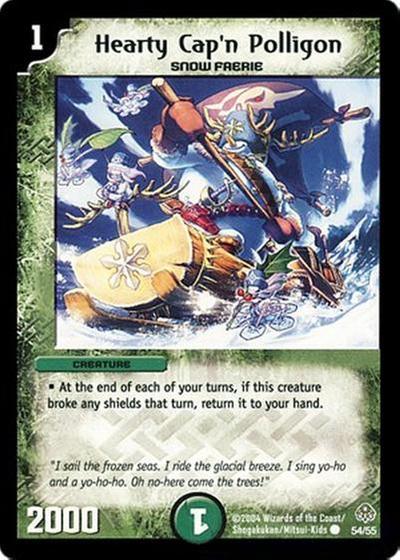 1
Hearty Cap'n Polligon
SNOW FAERIE
CREATURE
▪ At the end of each of your turns, if this creature
broke any shields that turn, return it to your hand.
"I sail the frozen seas. I ride the glacial breeze. I sing yo-ho
and a yo-ho-ho. Oh no-here come the trees!"
2000
1
©2004 Wizards of the Coast/
Shogakukan/Mitsui-Kids
54/55